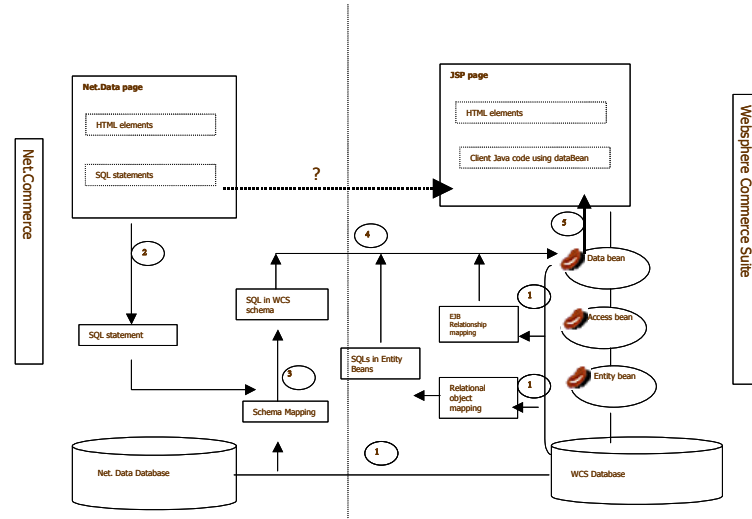 Net.Data page
HTML elements
SQL statements
Net.Commerce
?
JSP page
HTML elements
Client Java code using dataBean
Websphere Commerce Suite
2
4
5
Data bean
SQL in WCS
schema
1
EJB
Relationship
mapping
Access bean
SQL statement
SQLs in Entity
Beans
3
1
Entity bean
Relational
object
mapping
Schema Mapping
1
Net. Data Database
WCS Database